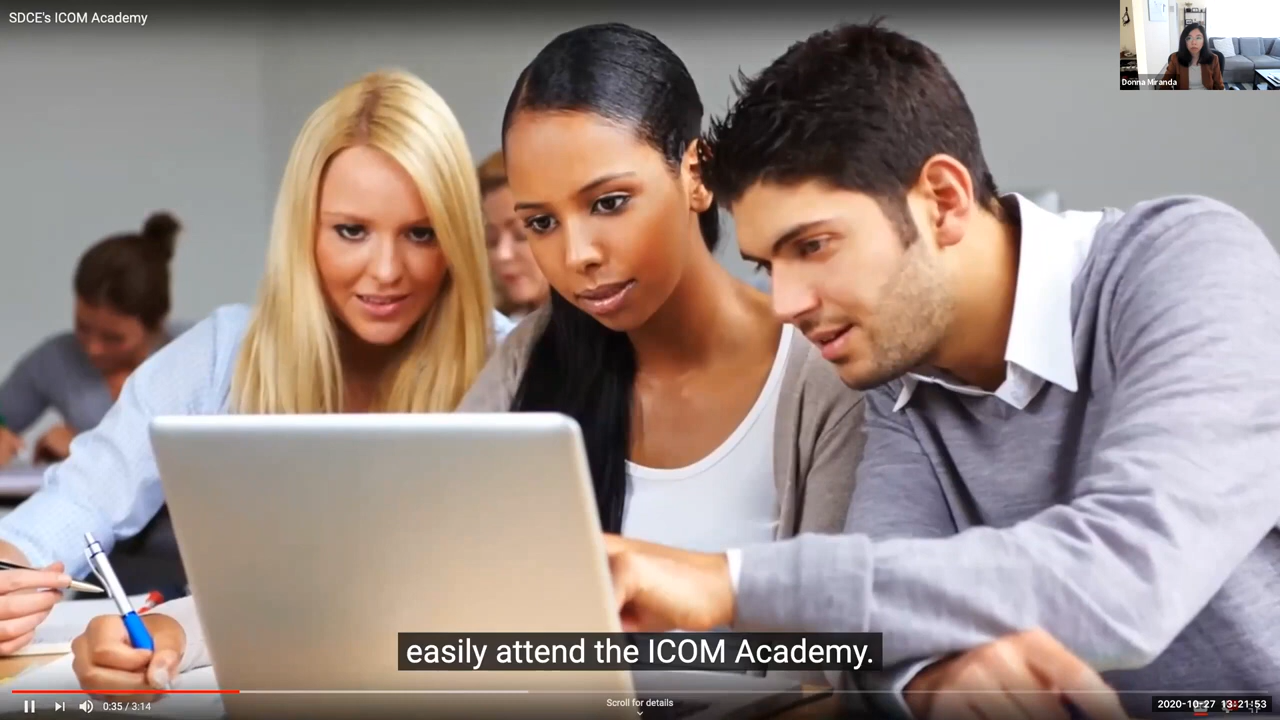 SDCE's ICOM Academy
Donna Miranda
easily attend the ICOM Academy.
Scroll for details
0:35 / 3:14
2020-10-27 13:21:53